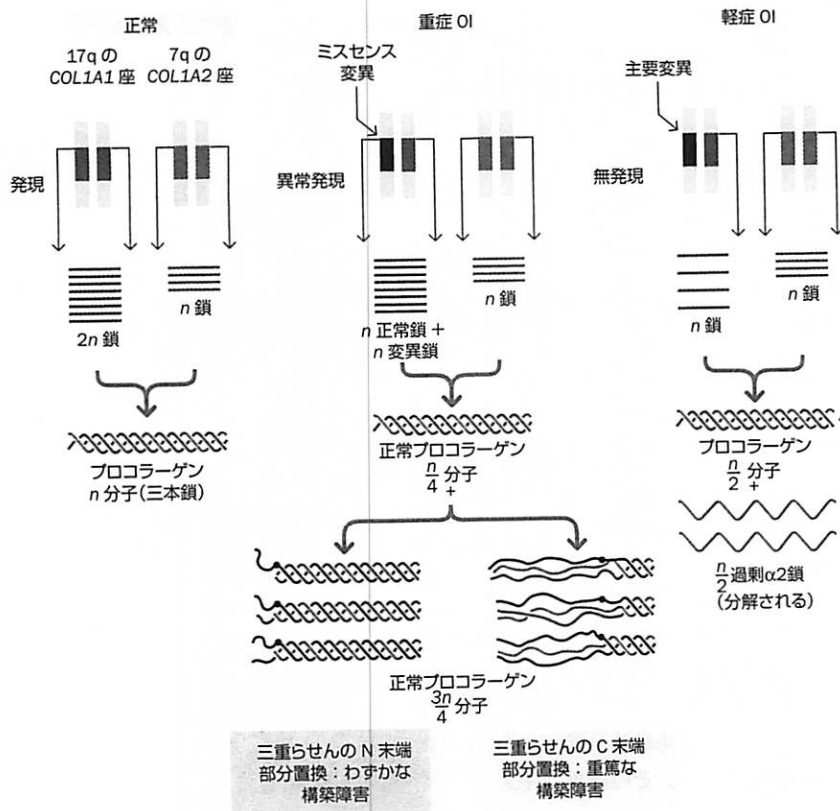 正常
17q の
COL1A1 座
7q の
COL1A2 座
発現
2n 鎖
n 鎖
プロコラーゲン
n 分子(三本鎖)
重症 OI
ミスセンス
変異
異常発現
n 正常鎖 +
n 変異鎖
n 鎖
正常プロコラーゲン
n/4 分子
+
正常プロコラーゲン
3n/4 分子
三重らせんの N 末端
部分置換：わずかな
構築障害
三重らせんの C 末端
部分置換：重篤な
構築障害
軽症 OI
主要変異
無発現
n 鎖
n 鎖
プロコラーゲン
n/2 分子
+
n/2 過剰α2鎖
(分解される)